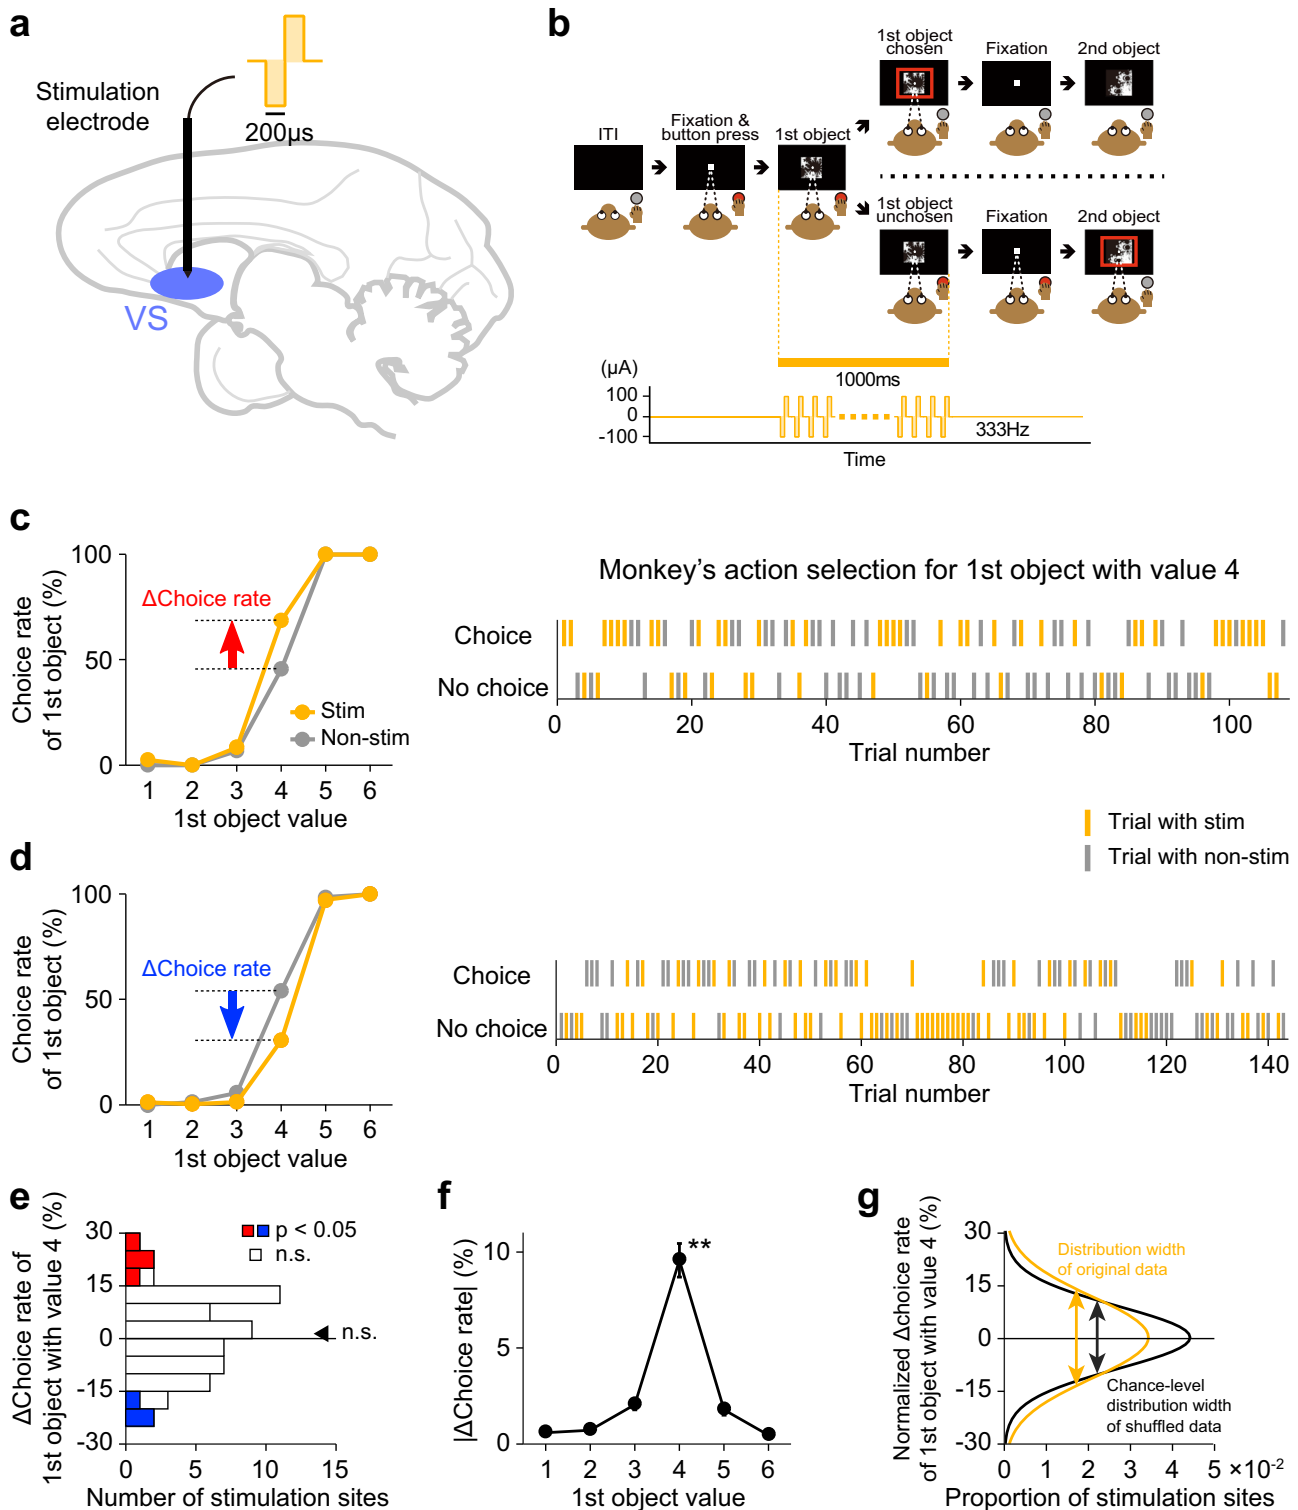 a
Stimulation
electrode
200µs
VS
b
ITI
Fixation &
button press
1st object
1st object
chosen
Fixation
2nd object
1st object
unchosen
Fixation
2nd object
1000ms
(µA)
100
0
-100
333Hz
Time
c
Choice rate
of 1st object (%)
100
50
0
ΔChoice rate
Stim
Non-stim
1 2 3 4 5 6
1st object value
Monkey's action selection for 1st object with value 4
Choice
No choice
0 20 40 60 80 100
Trial number
Trial with stim
Trial with non-stim
d
Choice rate
of 1st object (%)
100
50
0
ΔChoice rate
1 2 3 4 5 6
1st object value
Choice
No choice
0 20 40 60 80 100 120 140
Trial number
e
ΔChoice rate of
1st object with value 4 (%)
30
15
0
-15
-30
p < 0.05
n.s.
n.s.
0 5 10 15
Number of stimulation sites
f
|ΔChoice rate| (%)
10
5
0
**
1 2 3 4 5 6
1st object value
g
Normalized Δchoice rate
of 1st object with value 4 (%)
30
15
0
-15
-30
Distribution width
of original data
Chance-level
distribution width
of shuffled data
0 1 2 3 4 5 ×10-2
Proportion of stimulation sites